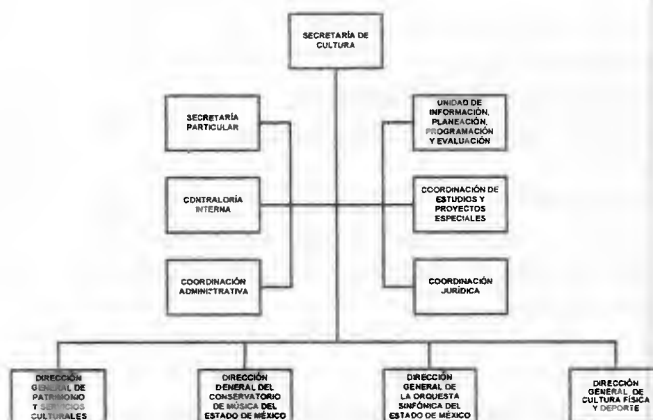 SECRETARÍA DE
CULTURA
SECRETARÍA
PARTICULAR
UNIDAD DE
INFORMACIÓN,
PLANEACIÓN,
PROGRAMACIÓN
Y EVALUACIÓN
CONTRALORÍA
INTERNA
COORDINACIÓN DE
ESTUDIOS Y
PROYECTOS
ESPECIALES
COORDINACIÓN
ADMINISTRATIVA
COORDINACIÓN
JURÍDICA
DIRECCIÓN
GENERAL DE
PATRIMONIO
Y SERVICIOS
CULTURALES
DIRECCIÓN
GENERAL DEL
CONSERVATORIO
DE MÚSICA DEL
ESTADO DE MÉXICO
DIRECCIÓN
GENERAL DE
LA ORQUESTA
SINFÓNICA DEL
ESTADO DE MÉXICO
DIRECCIÓN
GENERAL DE
CULTURA FÍSICA
Y DEPORTE